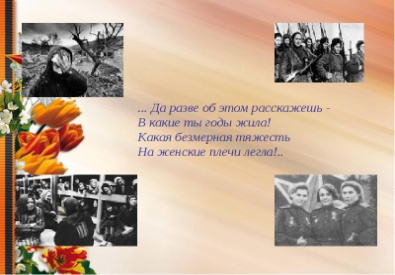 ... Да разве об этом расскажешь -
В какие ты годы жила!
Какая безмерная тяжесть
На женские плечи легла!..